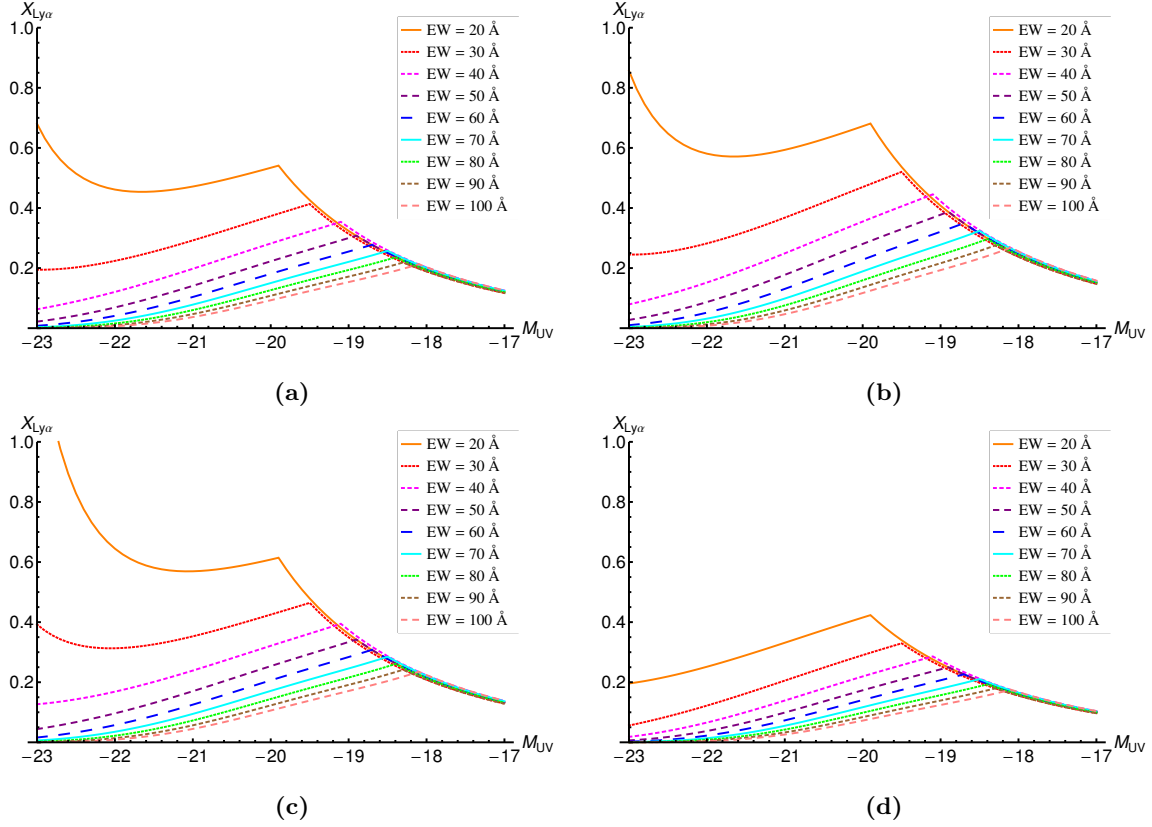 X_Lyα
1.0
0.8
0.6
0.4
0.2
−23 −22 −21 −20 −19 −18 −17
M_UV
EW = 20 Å
EW = 30 Å
EW = 40 Å
EW = 50 Å
EW = 60 Å
EW = 70 Å
EW = 80 Å
EW = 90 Å
EW = 100 Å
(a)
X_Lyα
1.0
0.8
0.6
0.4
0.2
−23 −22 −21 −20 −19 −18 −17
M_UV
EW = 20 Å
EW = 30 Å
EW = 40 Å
EW = 50 Å
EW = 60 Å
EW = 70 Å
EW = 80 Å
EW = 90 Å
EW = 100 Å
(b)
X_Lyα
1.0
0.8
0.6
0.4
0.2
−23 −22 −21 −20 −19 −18 −17
M_UV
EW = 20 Å
EW = 30 Å
EW = 40 Å
EW = 50 Å
EW = 60 Å
EW = 70 Å
EW = 80 Å
EW = 90 Å
EW = 100 Å
(c)
X_Lyα
1.0
0.8
0.6
0.4
0.2
−23 −22 −21 −20 −19 −18 −17
M_UV
EW = 20 Å
EW = 30 Å
EW = 40 Å
EW = 50 Å
EW = 60 Å
EW = 70 Å
EW = 80 Å
EW = 90 Å
EW = 100 Å
(d)